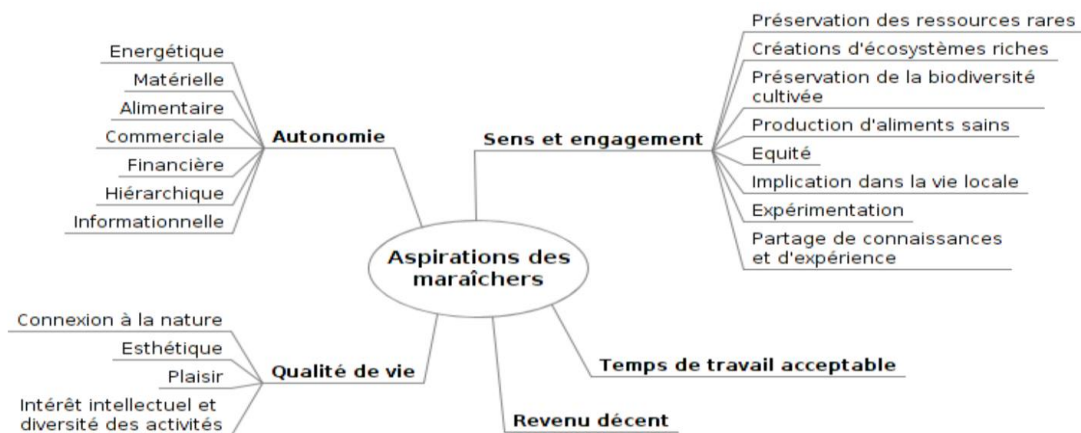 Energétique
Matérielle
Alimentaire
Commerciale
Financière
Hiérarchique
Informationnelle
Autonomie
Sens et engagement
Préservation des ressources rares
Créations d'écosystèmes riches
Préservation de la biodiversité
cultivée
Production d'aliments sains
Equité
Implication dans la vie locale
Expérimentation
Partage de connaissances
et d'expérience
Aspirations des
maraîchers
Connexion à la nature
Esthétique
Plaisir
Intérêt intellectuel et
diversité des activités
Qualité de vie
Revenu décent
Temps de travail acceptable